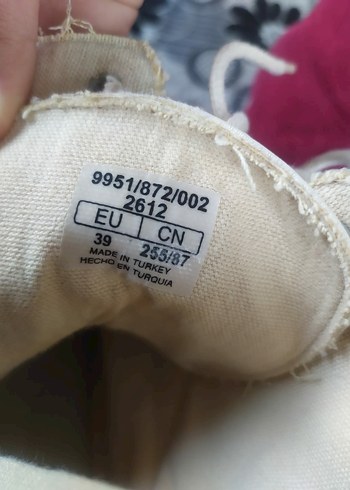 9951/872/002
2612
EU CN
39 255/87
MADE IN TURKEY
HECHO EN TURQUIA